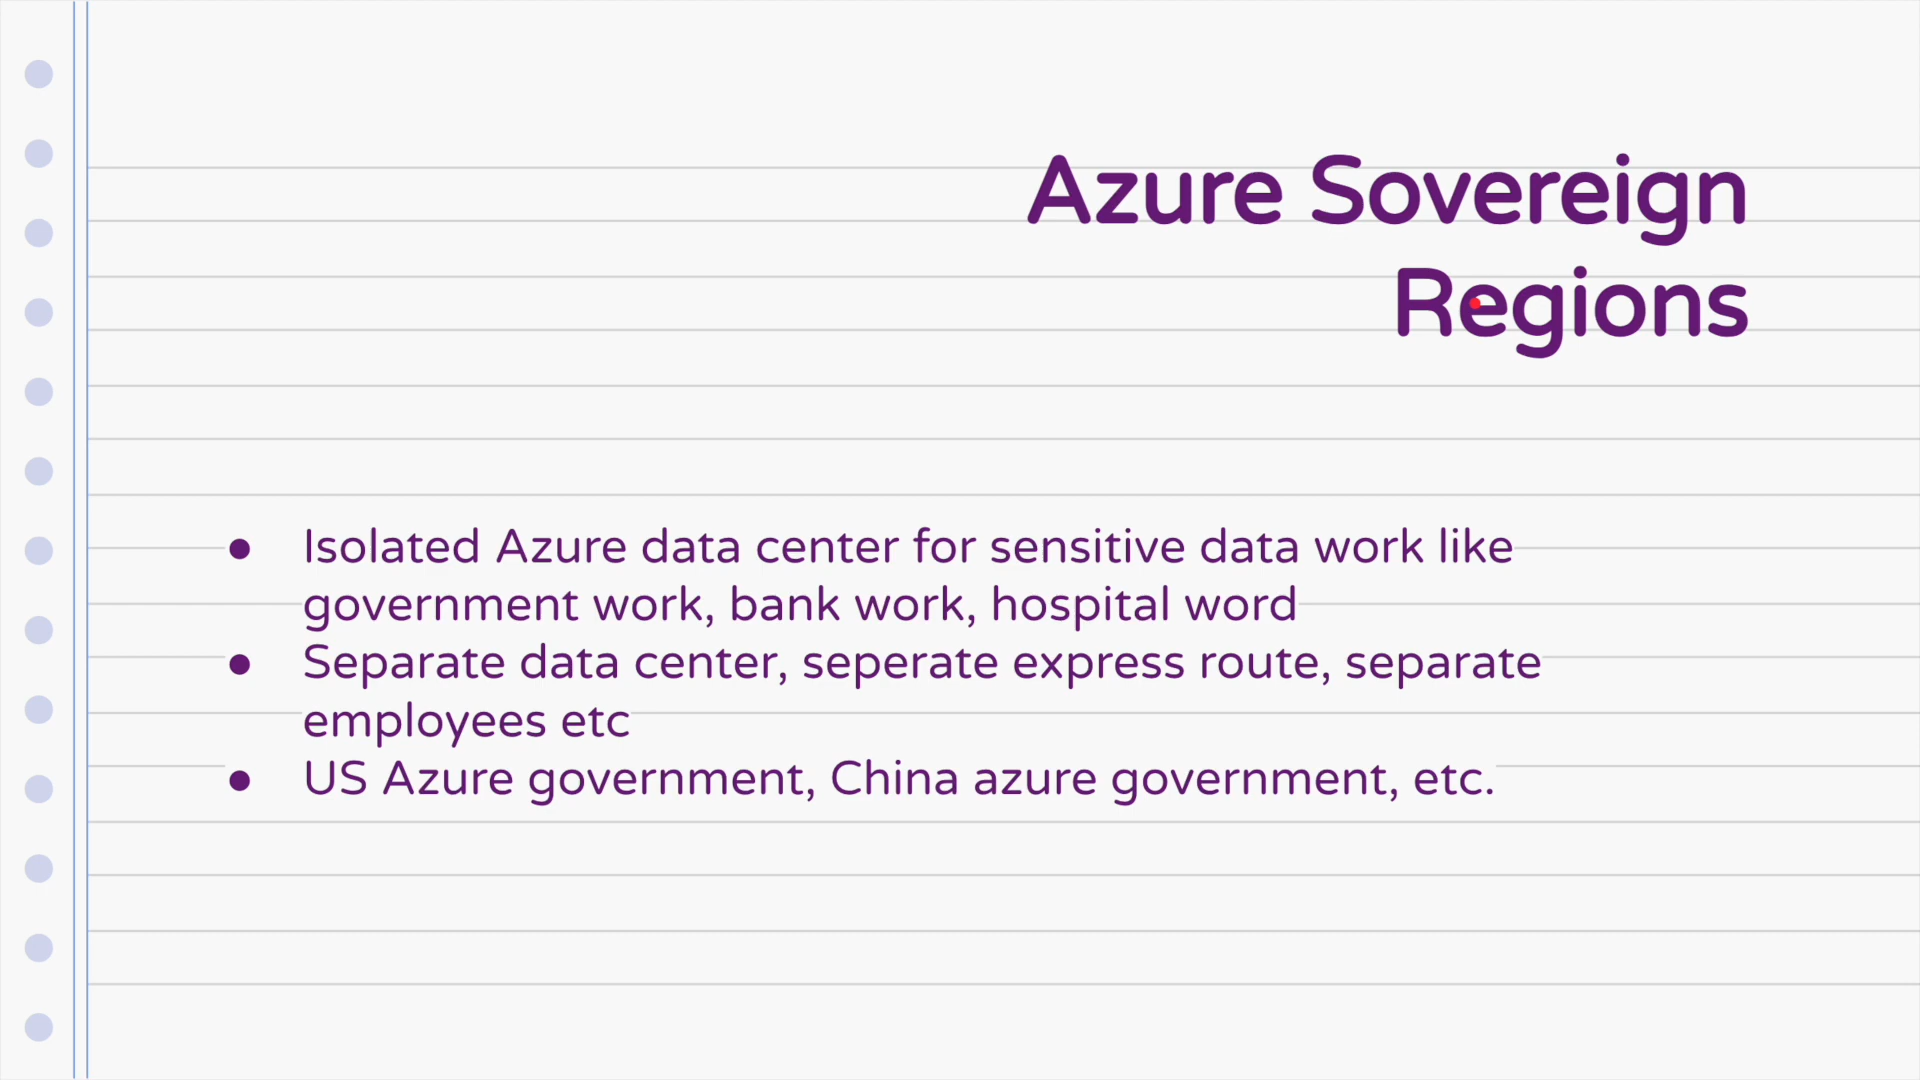 Azure Sovereign
Regions
● Isolated Azure data center for sensitive data work like
government work, bank work, hospital word
● Separate data center, seperate express route, separate
employees etc
● US Azure government, China azure government, etc.